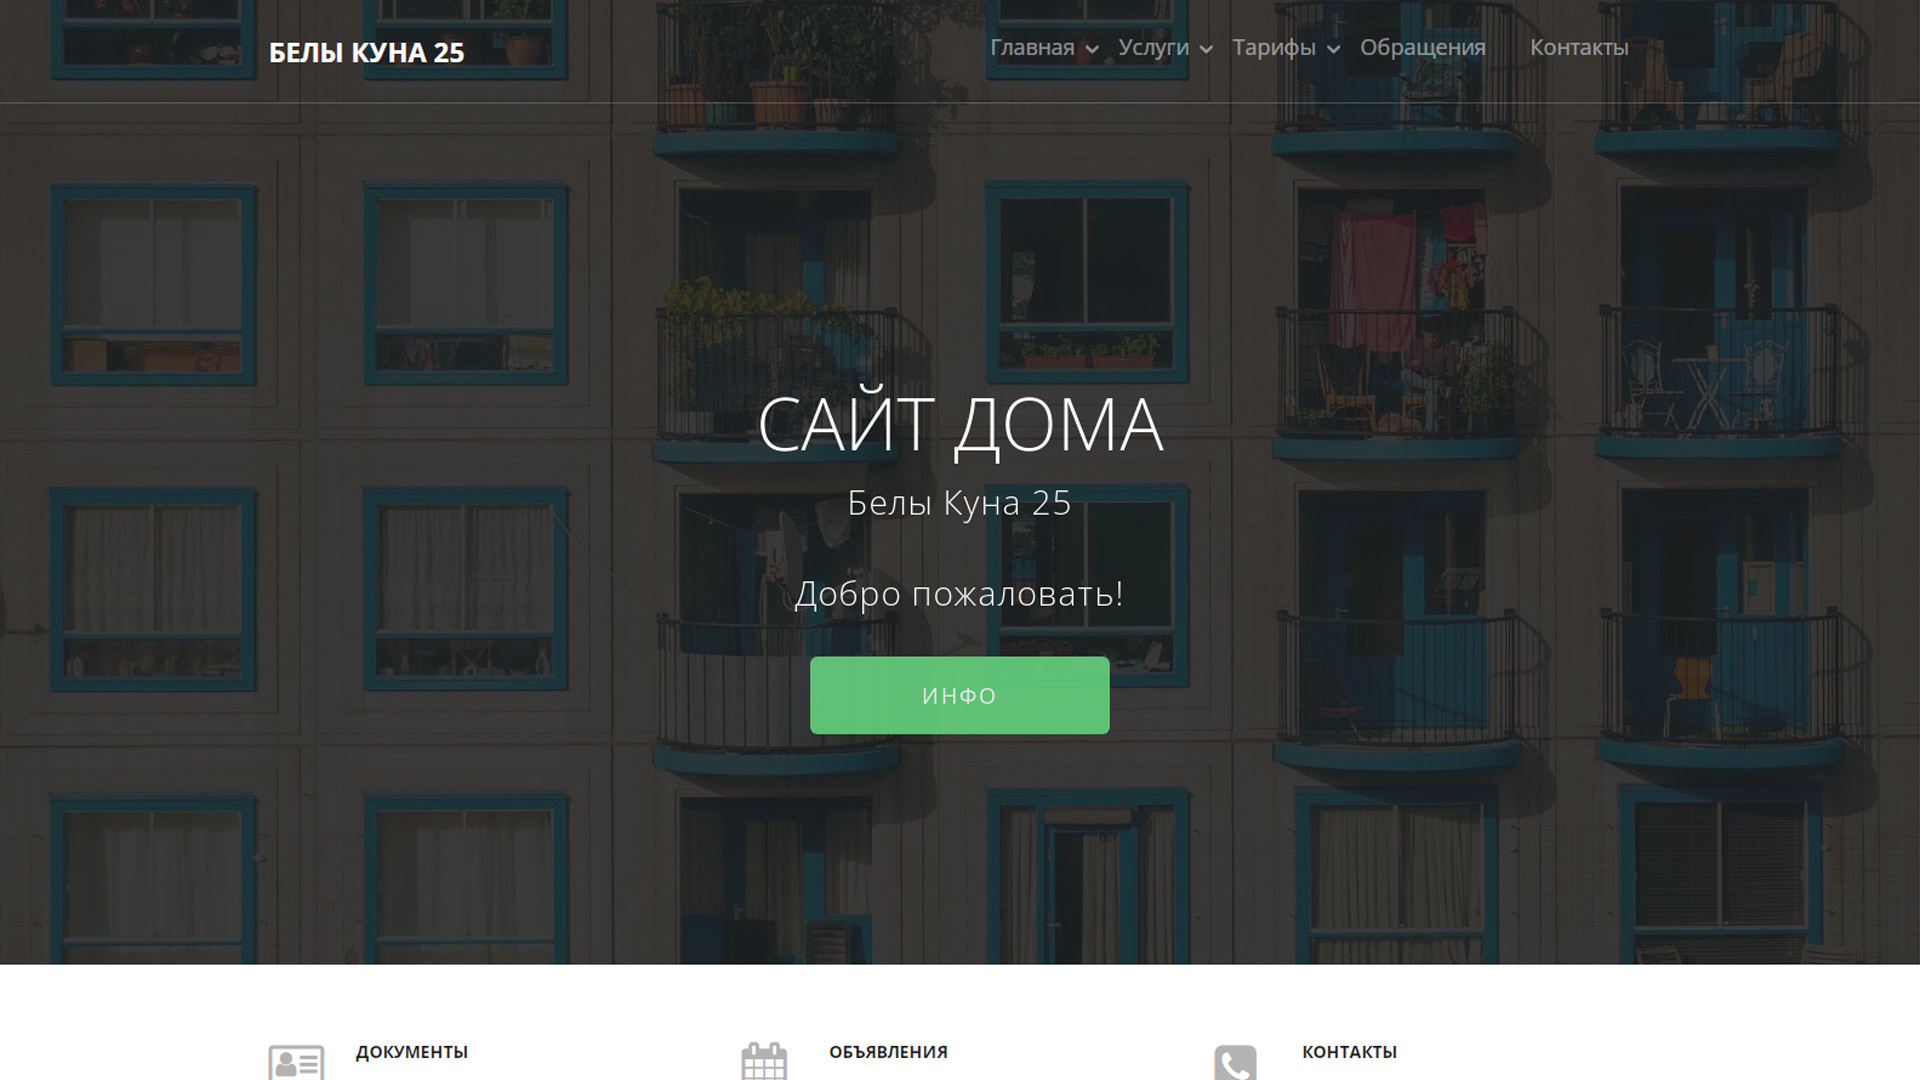 БЕЛЫ КУНА 25
Главная Услуги Тарифы Обращения Контакты
САЙТ ДОМА
Белы Куна 25
Добро пожаловать!
ИНФО
ДОКУМЕНТЫ ОБЪЯВЛЕНИЯ КОНТАКТЫ